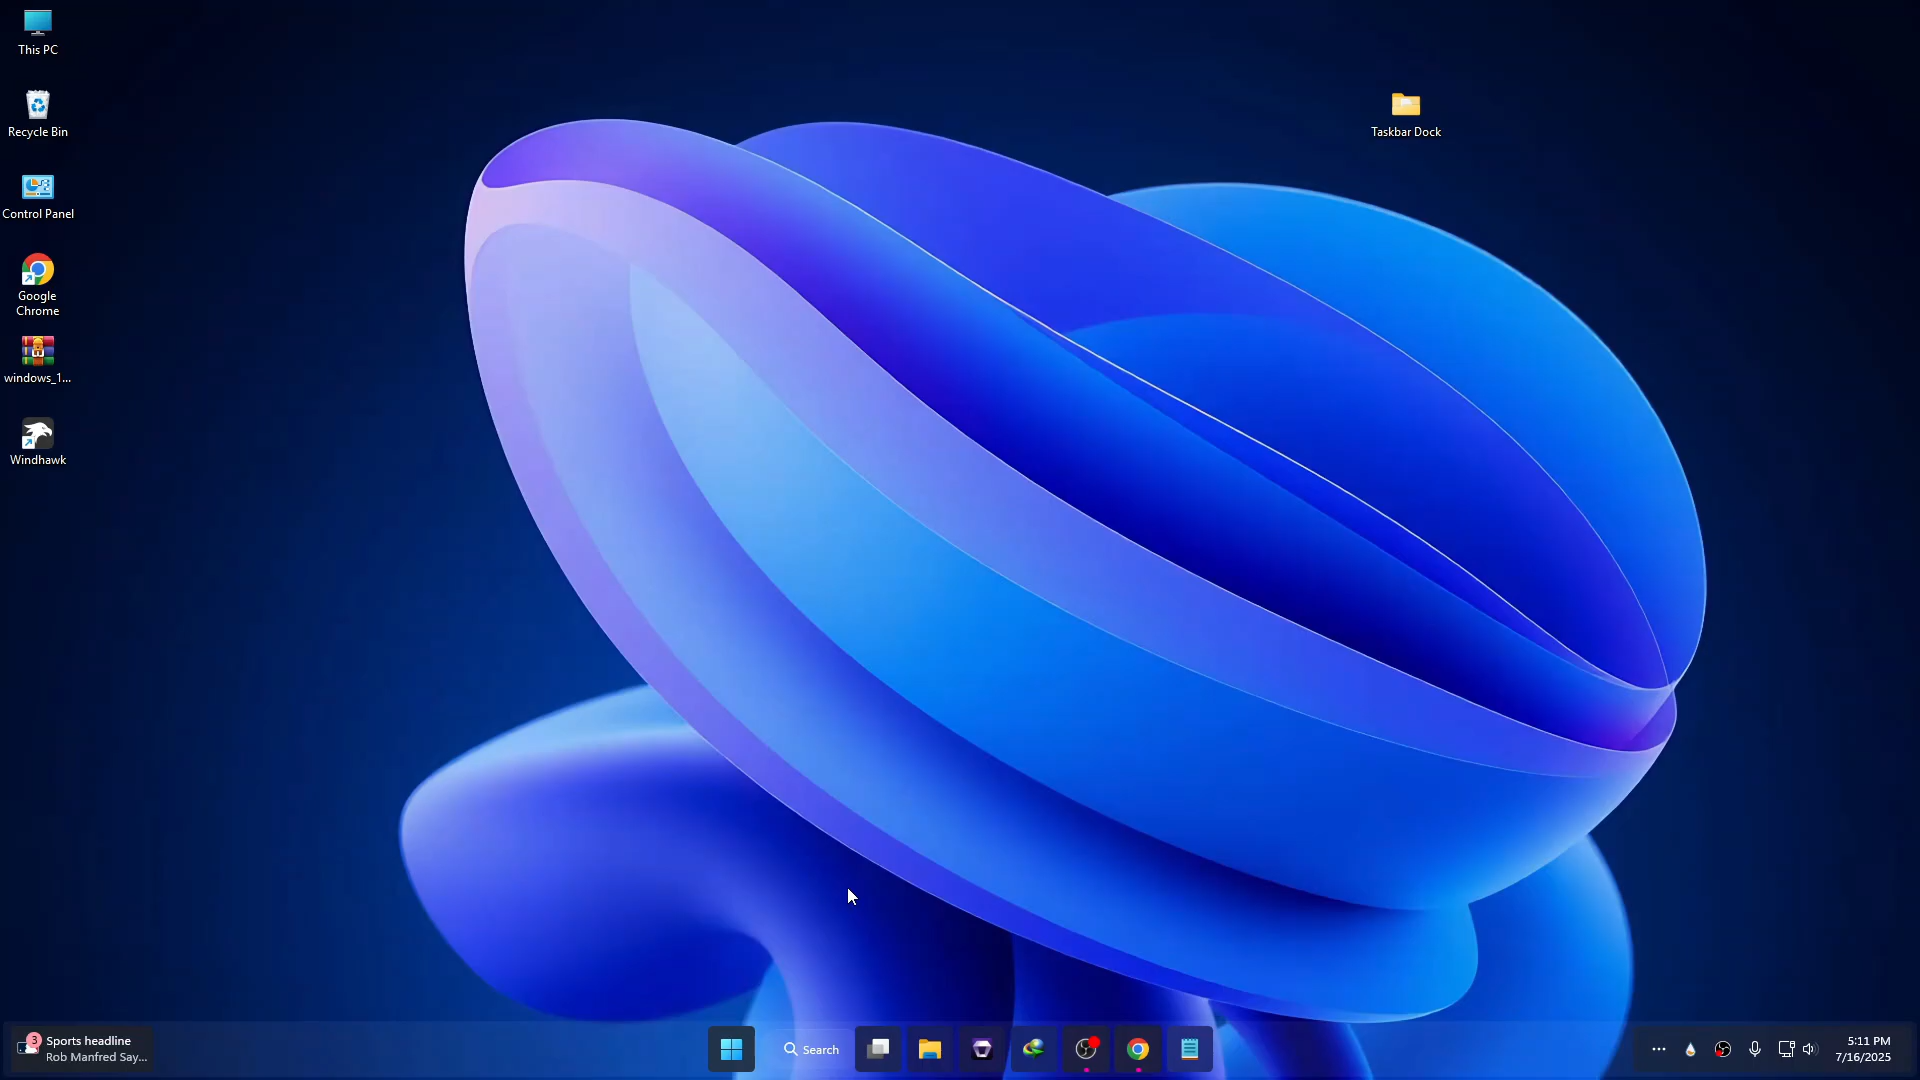 This PC
Recycle Bin
Control Panel
Google
Chrome
windows_1...
Windhawk
Taskbar Dock
3
Sports headline
Rob Manfred Say...
Search
5:11 PM
7/16/2025